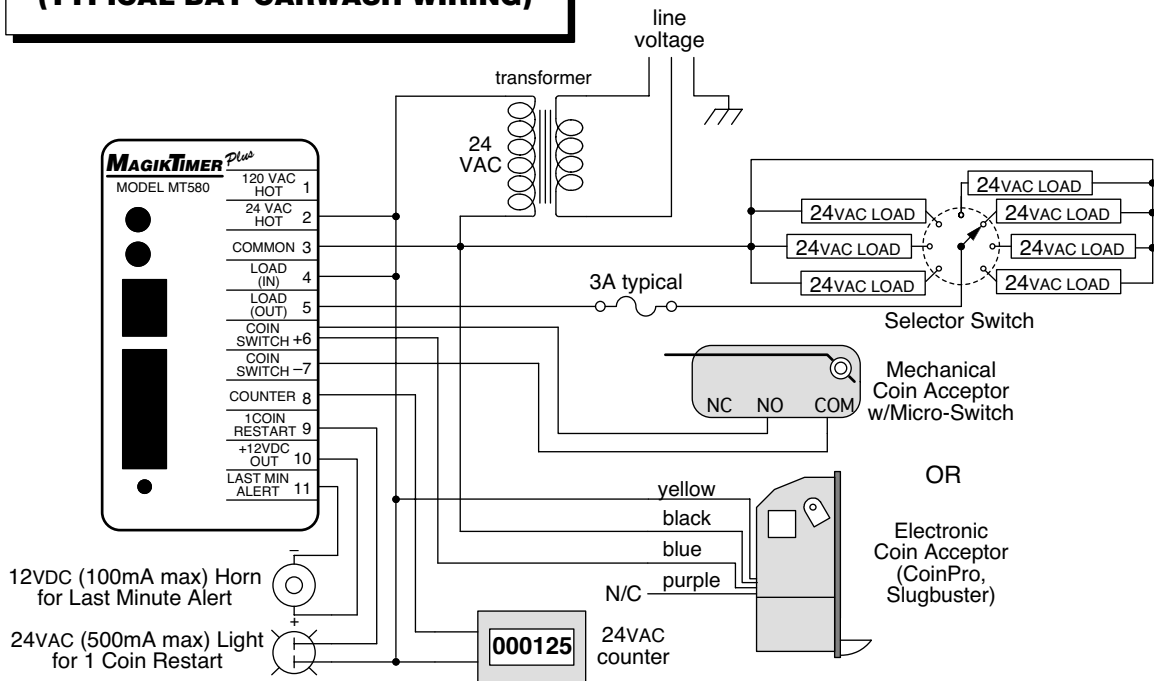 (TYPICAL BAY CARWASH WIRING)
line
voltage
transformer
24
VAC
MAGIKTIMER Plus
MODEL MT580
120 VAC
HOT 1
24 VAC
HOT 2
COMMON 3
LOAD
(IN) 4
LOAD
(OUT) 5
COIN
SWITCH +6
COIN
SWITCH –7
COUNTER 8
1COIN
RESTART 9
+12VDC
OUT 10
LAST MIN
ALERT 11
24VAC LOAD
24VAC LOAD
24VAC LOAD
24VAC LOAD
24VAC LOAD
24VAC LOAD
24VAC LOAD
Selector Switch
3A typical
NC NO COM
Mechanical
Coin Acceptor
w/Micro-Switch
OR
yellow
black
blue
purple
N/C
Electronic
Coin Acceptor
(CoinPro,
Slugbuster)
–
12VDC (100mA max) Horn
for Last Minute Alert
+
24VAC (500mA max) Light
for 1 Coin Restart
000125
24VAC
counter